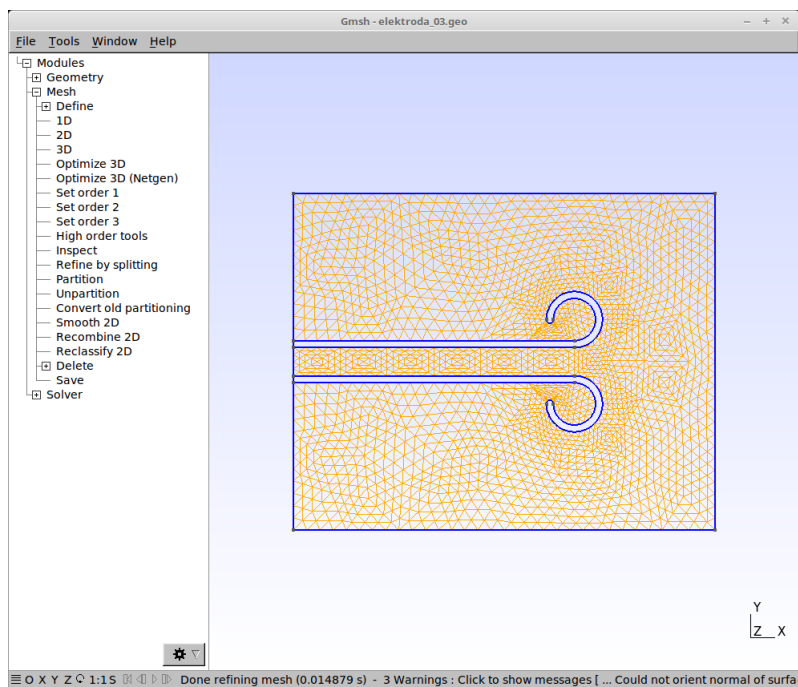 Gmsh - elektroda_03.geo
File Tools Window Help
Modules
Geometry
Mesh
Define
1D
2D
3D
Optimize 3D
Optimize 3D (Netgen)
Set order 1
Set order 2
Set order 3
High order tools
Inspect
Refine by splitting
Partition
Unpartition
Convert old partitioning
Smooth 2D
Recombine 2D
Reclassify 2D
Delete
Save
Solver
Y
Z X
O X Y Z 1:1 S Done refining mesh (0.014879 s) - 3 Warnings : Click to show messages [ ... Could not orient normal of surfa